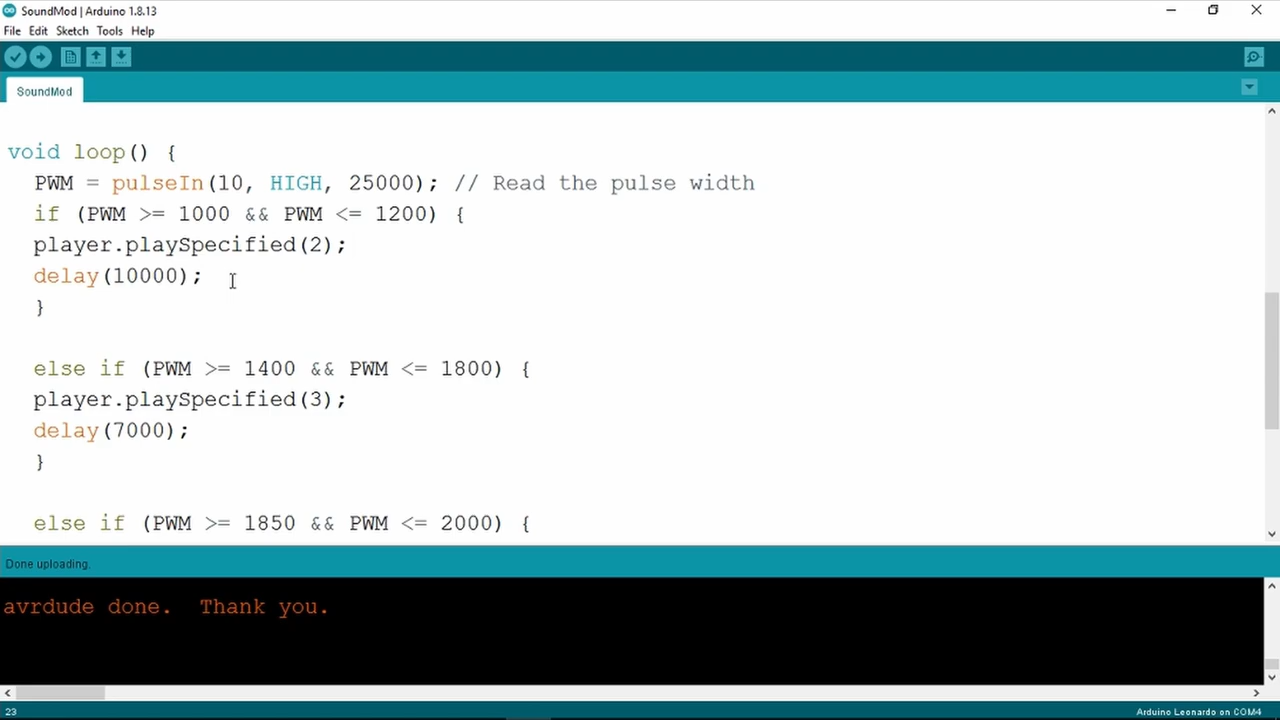 SoundMod | Arduino 1.8.13
File Edit Sketch Tools Help
SoundMod
void loop() {
PWM = pulseIn(10, HIGH, 25000); // Read the pulse width
if (PWM >= 1000 && PWM <= 1200) {
player.playSpecified(2);
delay(10000);
}
else if (PWM >= 1400 && PWM <= 1800) {
player.playSpecified(3);
delay(7000);
}
else if (PWM >= 1850 && PWM <= 2000) {
Done uploading.
avrdude done.  Thank you.
23 Arduino Leonardo on COM4